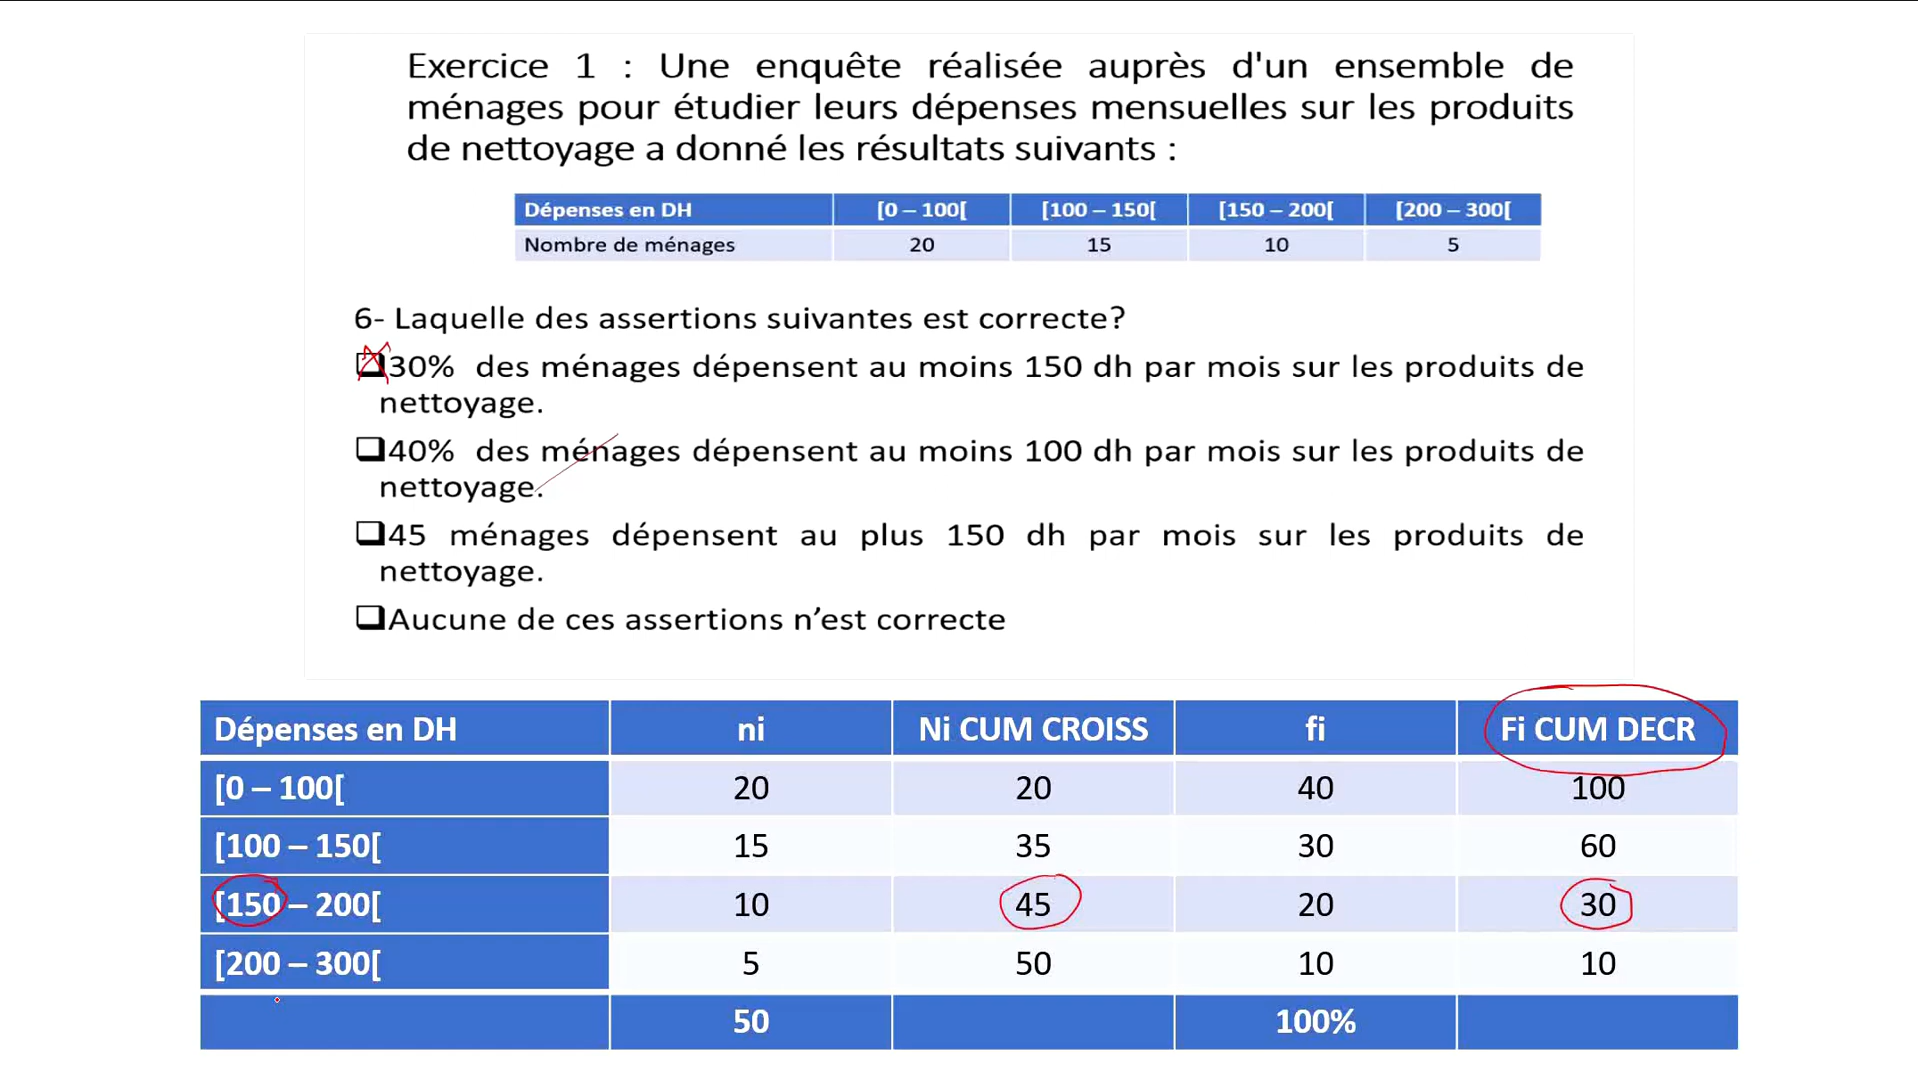 Exercice 1 : Une enquête réalisée auprès d'un ensemble de
ménages pour étudier leurs dépenses mensuelles sur les produits
de nettoyage a donné les résultats suivants :
Dépenses en DH [0 – 100[ [100 – 150[ [150 – 200[ [200 – 300[
Nombre de ménages 20 15 10 5
6- Laquelle des assertions suivantes est correcte?
30% des ménages dépensent au moins 150 dh par mois sur les produits de
nettoyage.
40% des ménages dépensent au moins 100 dh par mois sur les produits de
nettoyage.
45 ménages dépensent au plus 150 dh par mois sur les produits de
nettoyage.
Aucune de ces assertions n’est correcte
Dépenses en DH ni Ni CUM CROISS fi Fi CUM DECR
[0 – 100[ 20 20 40 100
[100 – 150[ 15 35 30 60
[150 – 200[ 10 45 20 30
[200 – 300[ 5 50 10 10
50 100%